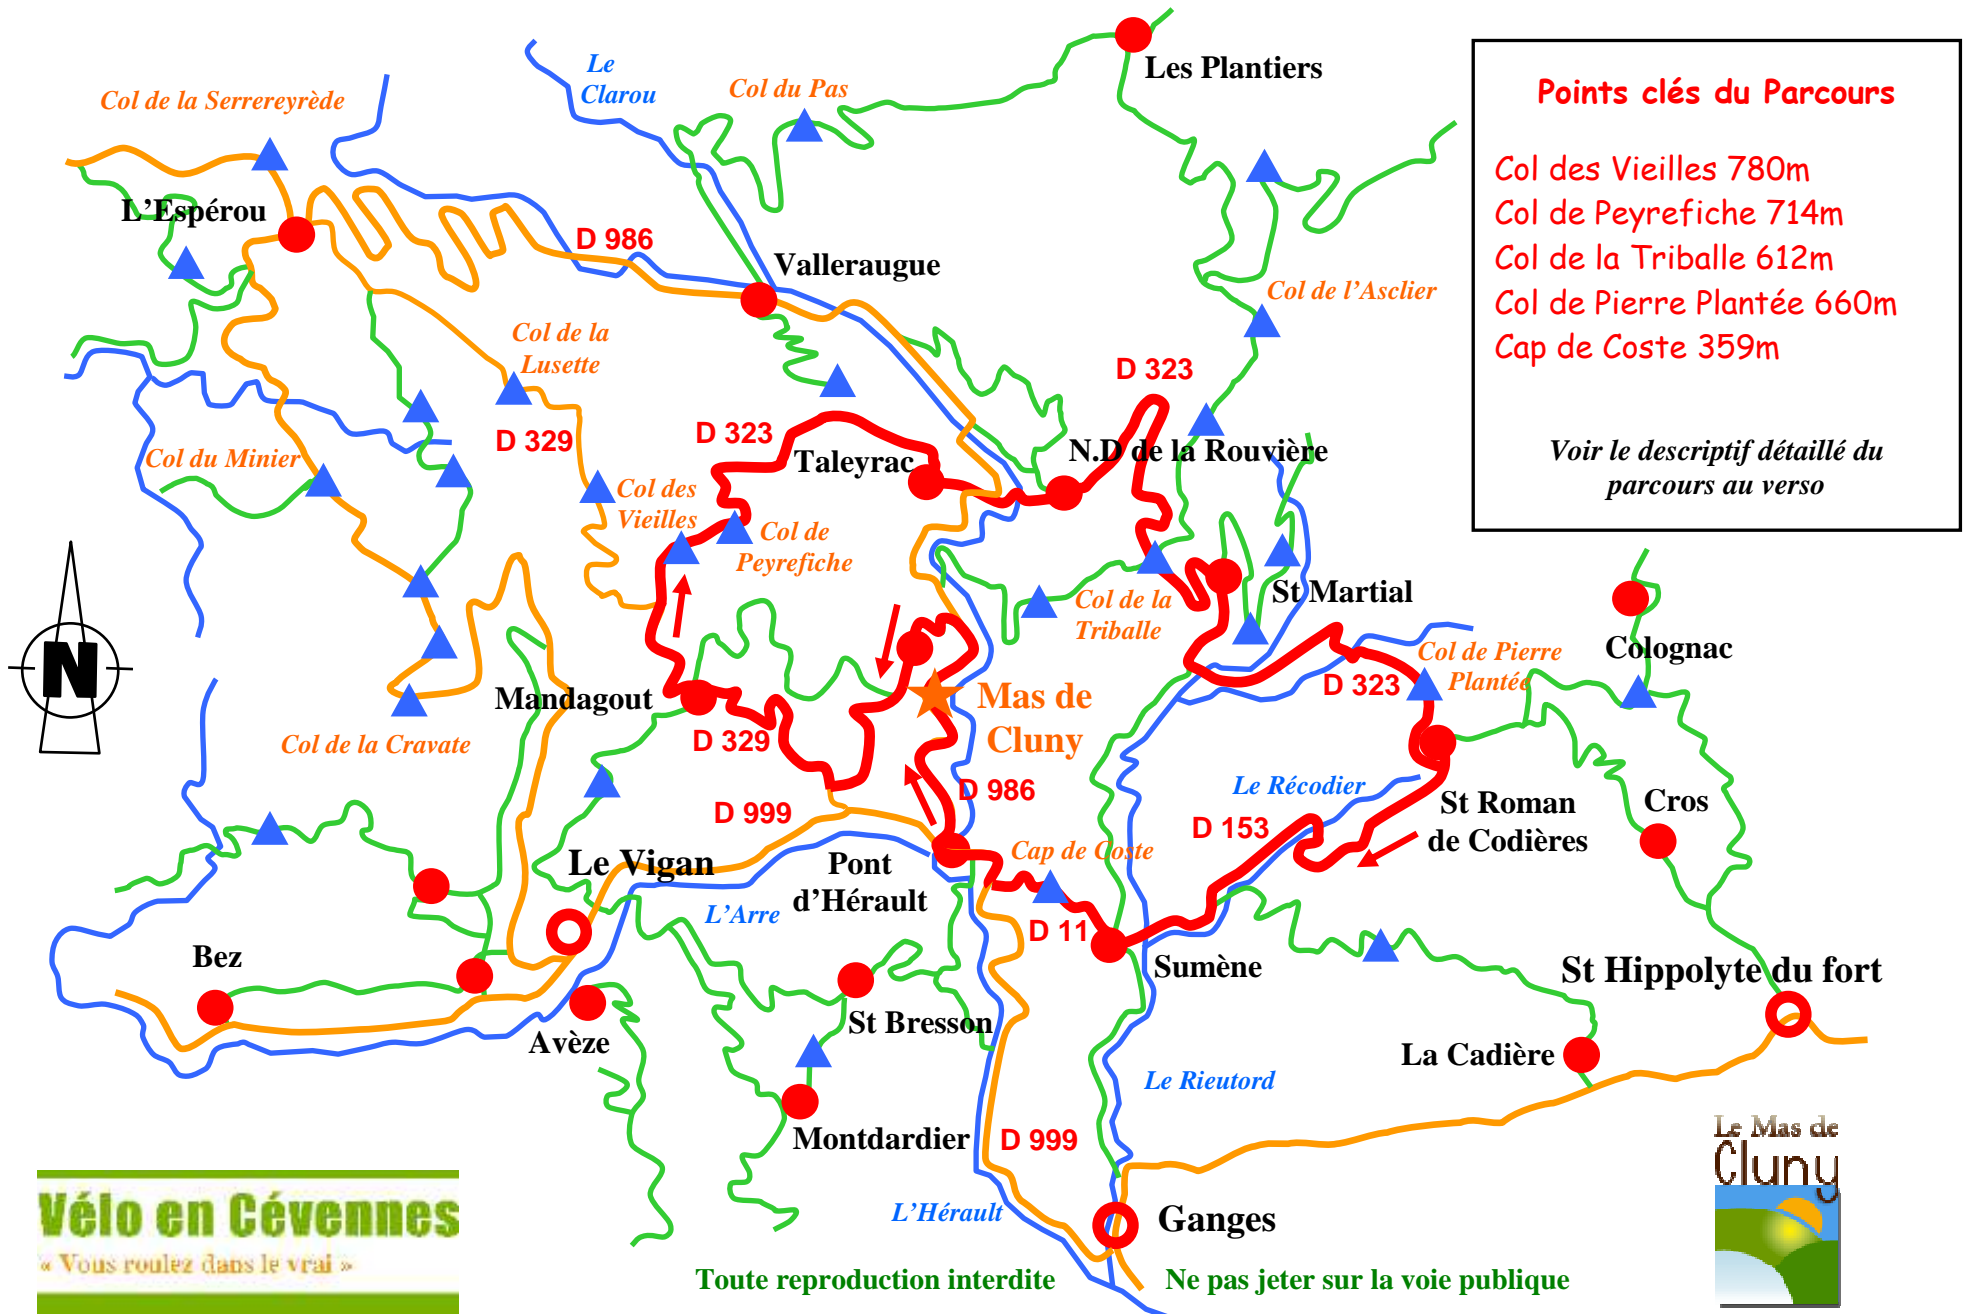 Les Plantiers
Le
Clarou
Col du Pas
Col de la Serrereyrède
Points clés du Parcours
Col des Vieilles 780m
Col de Peyrefiche 714m
Col de la Triballe 612m
Col de Pierre Plantée 660m
Cap de Coste 359m
Voir le descriptif détaillé du
parcours au verso
L'Espérou
D 986
Valleraugue
Col de l'Asclier
Col de la
Lusette
D 323
D 329
D 323
Taleyrac
N.D de la Rouvière
Col du Minier
Col des
Vieilles
Col de
Peyrefiche
Col de la
Triballe
St Martial
Colognac
Col de Pierre
Plantée
D 323
N
Mandagout
D 329
Mas de
Cluny
Col de la Cravate
D 999
D 986
Le Récodier
D 153
St Roman
de Codières
Cros
Le Vigan
Pont
d'Hérault
Cap de Coste
L'Arre
D 11
Bez
Sumène
St Hippolyte du fort
Avèze
St Bresson
La Cadière
Le Rieutord
Montdardier
D 999
L'Hérault
Ganges
Vélo en Cévennes
« Vous roulez dans le vrai »
Toute reproduction interdite
Ne pas jeter sur la voie publique
Le Mas de
Cluny